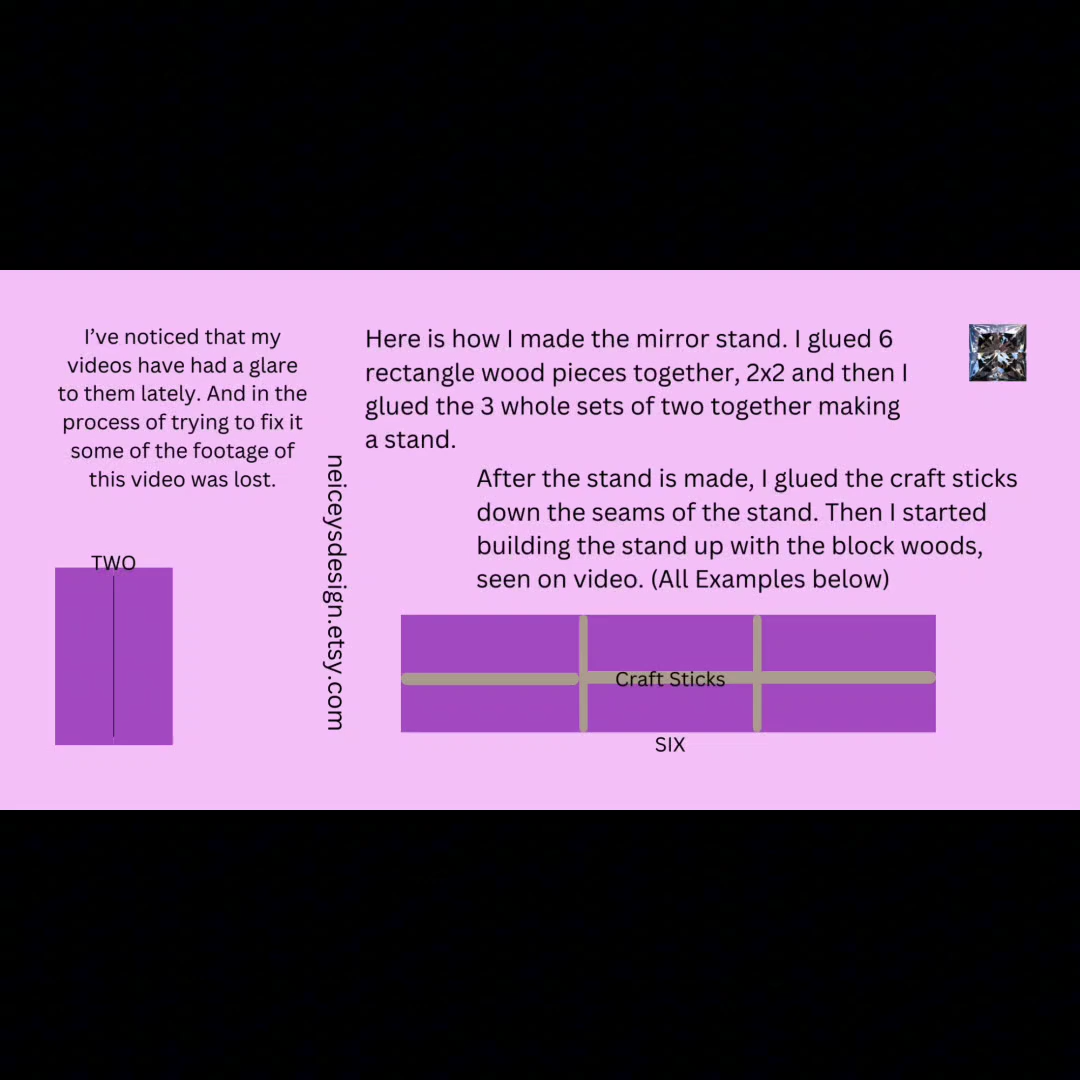 I’ve noticed that my
videos have had a glare
to them lately. And in the
process of trying to fix it
some of the footage of
this video was lost.
TWO
neiceysdesign.etsy.com
Here is how I made the mirror stand. I glued 6
rectangle wood pieces together, 2x2 and then I
glued the 3 whole sets of two together making
a stand.
After the stand is made, I glued the craft sticks
down the seams of the stand. Then I started
building the stand up with the block woods,
seen on video. (All Examples below)
Craft Sticks
SIX